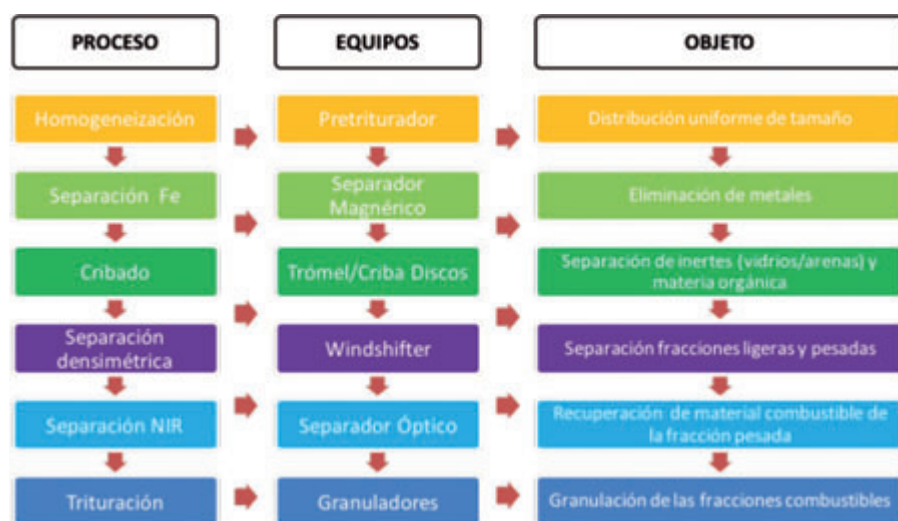 PROCESO
EQUIPOS
OBJETO
Homogeneización
Pretriturador
Distribución uniforme de tamaño
Separación Fe
Separador
Magnérico
Eliminación de metales
Cribado
Trómel/Criba Discos
Separación de inertes (vidrios/arenas) y
materia orgánica
Separación
densimétrica
Windshifter
Separación fracciones ligeras y pesadas
Separación NIR
Separador Óptico
Recuperación de material combustible de
la fracción pesada
Trituración
Granuladores
Granulación de las fracciones combustibles